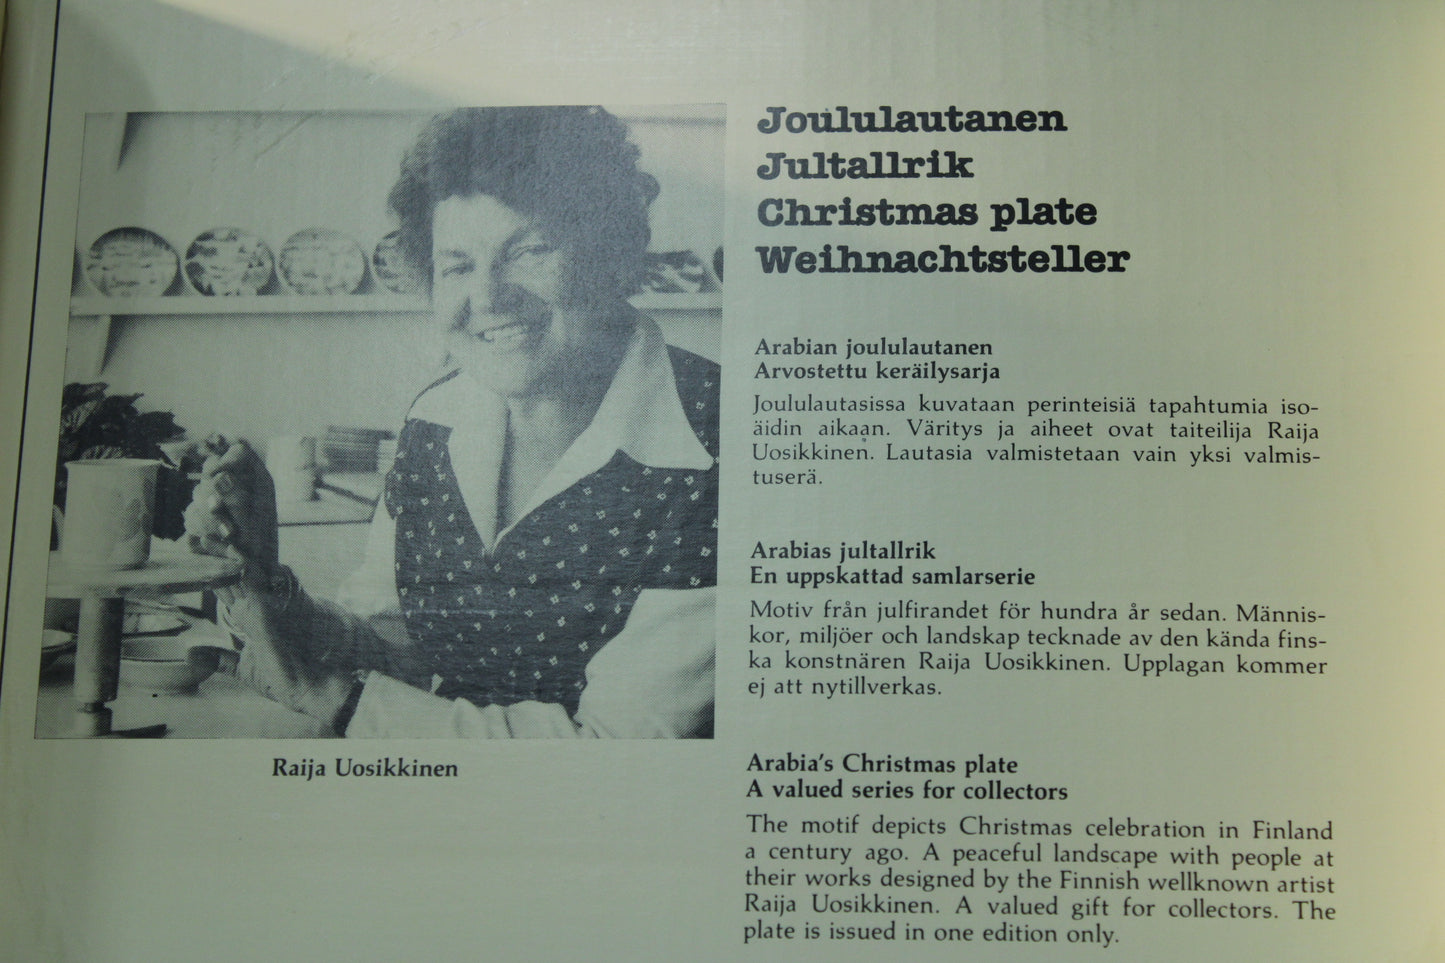 Joululautanen
Jultallrik
Christmas plate
Weihnachtsteller
Arabian joululautanen
Arvostettu keräilysarja
Joululautasissa kuvataan perinteisiä tapahtumia iso-
äidin aikaan. Väritys ja aiheet ovat taiteilija Raija
Uosikkinen. Lautasia valmistetaan vain yksi valmis-
tuserä.
Arabias jultallrik
En uppskattad samlarserie
Motiv från julfirandet för hundra år sedan. Männis-
kor, miljöer och landskap tecknade av den kända fins-
ka konstnären Raija Uosikkinen. Upplagan kommer
ej att nytillverkas.
Raija Uosikkinen
Arabia's Christmas plate
A valued series for collectors
The motif depicts Christmas celebration in Finland
a century ago. A peaceful landscape with people at
their works designed by the Finnish wellknown artist
Raija Uosikkinen. A valued gift for collectors. The
plate is issued in one edition only.